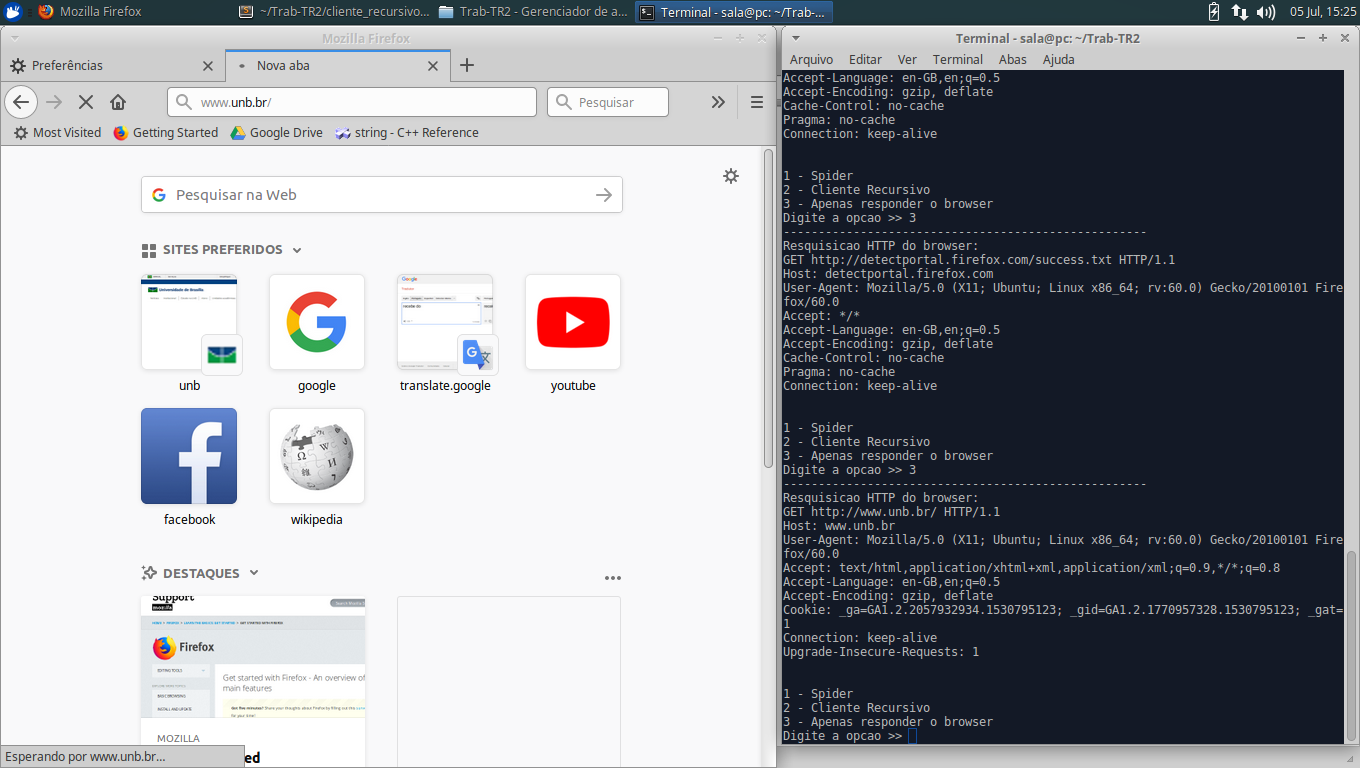 Mozilla Firefox
~/Trab-TR2/cliente_recursivo...
Trab-TR2 - Gerenciador de a...
Terminal - sala@pc: ~/Trab-...
05 Jul, 15:25
Mozilla Firefox
Preferências
Nova aba
www.unb.br/
Pesquisar
Most Visited
Getting Started
Google Drive
string - C++ Reference
Pesquisar na Web
SITES PREFERIDOS
Universidade de Brasília
Google
unb
google
translate.google
youtube
facebook
wikipedia
DESTAQUES
Support
mozilla
Firefox
Get started with Firefox - An overview of
main features
MOZILLA
ed
Esperando por www.unb.br...
Terminal - sala@pc: ~/Trab-TR2
Arquivo Editar Ver Terminal Abas Ajuda
Accept-Language: en-GB,en;q=0.5
Accept-Encoding: gzip, deflate
Cache-Control: no-cache
Pragma: no-cache
Connection: keep-alive
1 - Spider
2 - Cliente Recursivo
3 - Apenas responder o browser
Digite a opcao >> 3
----------------------------------------------------
Resquisicao HTTP do browser:
GET http://detectportal.firefox.com/success.txt HTTP/1.1
Host: detectportal.firefox.com
User-Agent: Mozilla/5.0 (X11; Ubuntu; Linux x86_64; rv:60.0) Gecko/20100101 Fire
fox/60.0
Accept: */*
Accept-Language: en-GB,en;q=0.5
Accept-Encoding: gzip, deflate
Cache-Control: no-cache
Pragma: no-cache
Connection: keep-alive
1 - Spider
2 - Cliente Recursivo
3 - Apenas responder o browser
Digite a opcao >> 3
----------------------------------------------------
Resquisicao HTTP do browser:
GET http://www.unb.br/ HTTP/1.1
Host: www.unb.br
User-Agent: Mozilla/5.0 (X11; Ubuntu; Linux x86_64; rv:60.0) Gecko/20100101 Fire
fox/60.0
Accept: text/html,application/xhtml+xml,application/xml;q=0.9,*/*;q=0.8
Accept-Language: en-GB,en;q=0.5
Accept-Encoding: gzip, deflate
Cookie: _ga=GA1.2.2057932934.1530795123; _gid=GA1.2.1770957328.1530795123; _gat=
1
Connection: keep-alive
Upgrade-Insecure-Requests: 1
1 - Spider
2 - Cliente Recursivo
3 - Apenas responder o browser
Digite a opcao >>